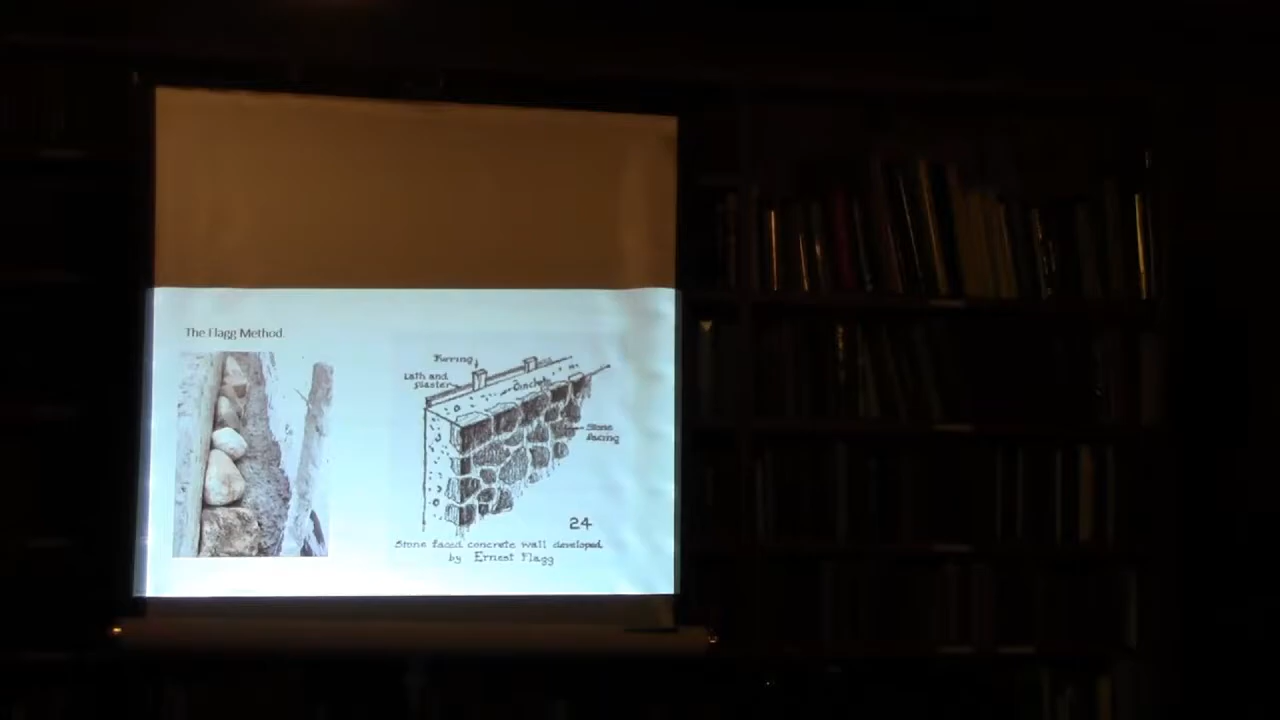 The Flagg Method.
Furring
Lath and
plaster
Concrete
Stone
facing
24
Stone faced concrete wall developed
by Ernest Flagg